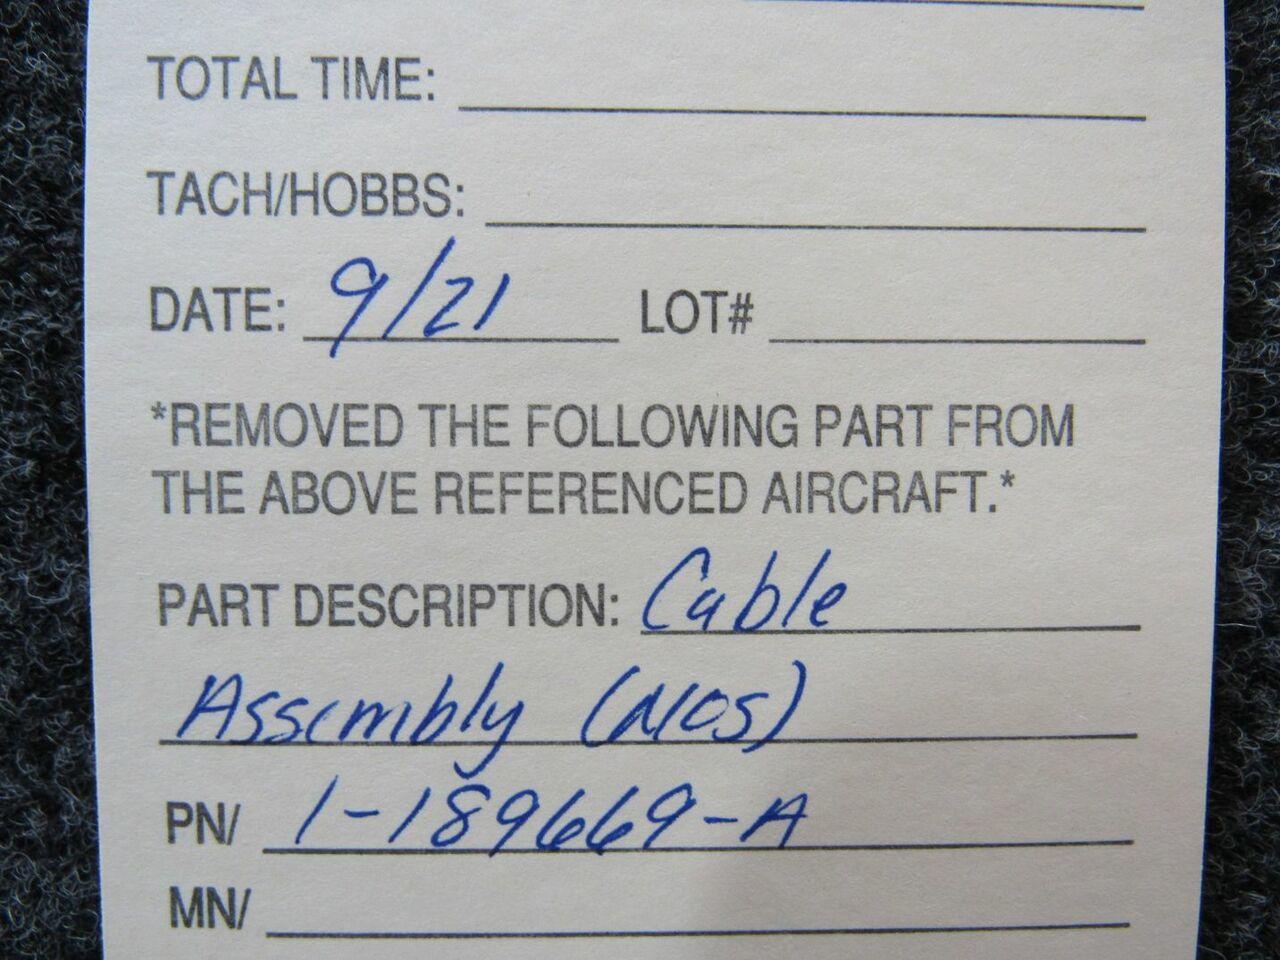 TOTAL TIME:
TACH/HOBBS:
DATE: 9/21 LOT#
*REMOVED THE FOLLOWING PART FROM
THE ABOVE REFERENCED AIRCRAFT.*
PART DESCRIPTION: Cable
Assembly (NOS)
PN/ 1-189669-A
MN/